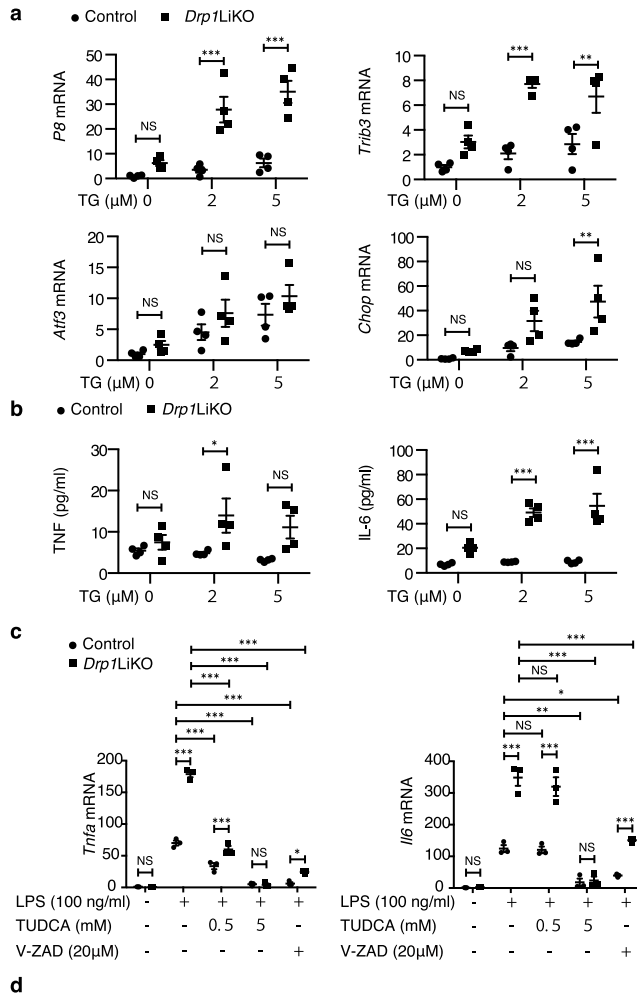 a
● Control ■ Drp1LiKO
P8 mRNA
50
40
30
20
10
0
NS
***
***
TG (μM) 0 2 5
Trib3 mRNA
10
8
6
4
2
0
NS
***
**
TG (μM) 0 2 5
Atf3 mRNA
20
15
10
5
0
NS
NS
NS
TG (μM) 0 2 5
Chop mRNA
100
80
60
40
20
0
NS
NS
**
TG (μM) 0 2 5
b
● Control ■ Drp1LiKO
TNF (pg/ml)
30
20
10
0
NS
*
NS
TG (μM) 0 2 5
IL-6 (pg/ml)
100
80
60
40
20
0
NS
***
***
TG (μM) 0 2 5
c
● Control
■ Drp1LiKO
***
***
***
***
***
***
Tnfa mRNA
200
150
100
50
0
NS
***
***
NS
*
LPS (100 ng/ml) - + + + +
TUDCA (mM) - - 0.5 5 -
V-ZAD (20μM) - - - - +
***
***
NS
*
**
NS
Il6 mRNA
400
300
200
100
0
NS
***
***
NS
***
- + + + +
- - 0.5 5 -
- - - - +
d